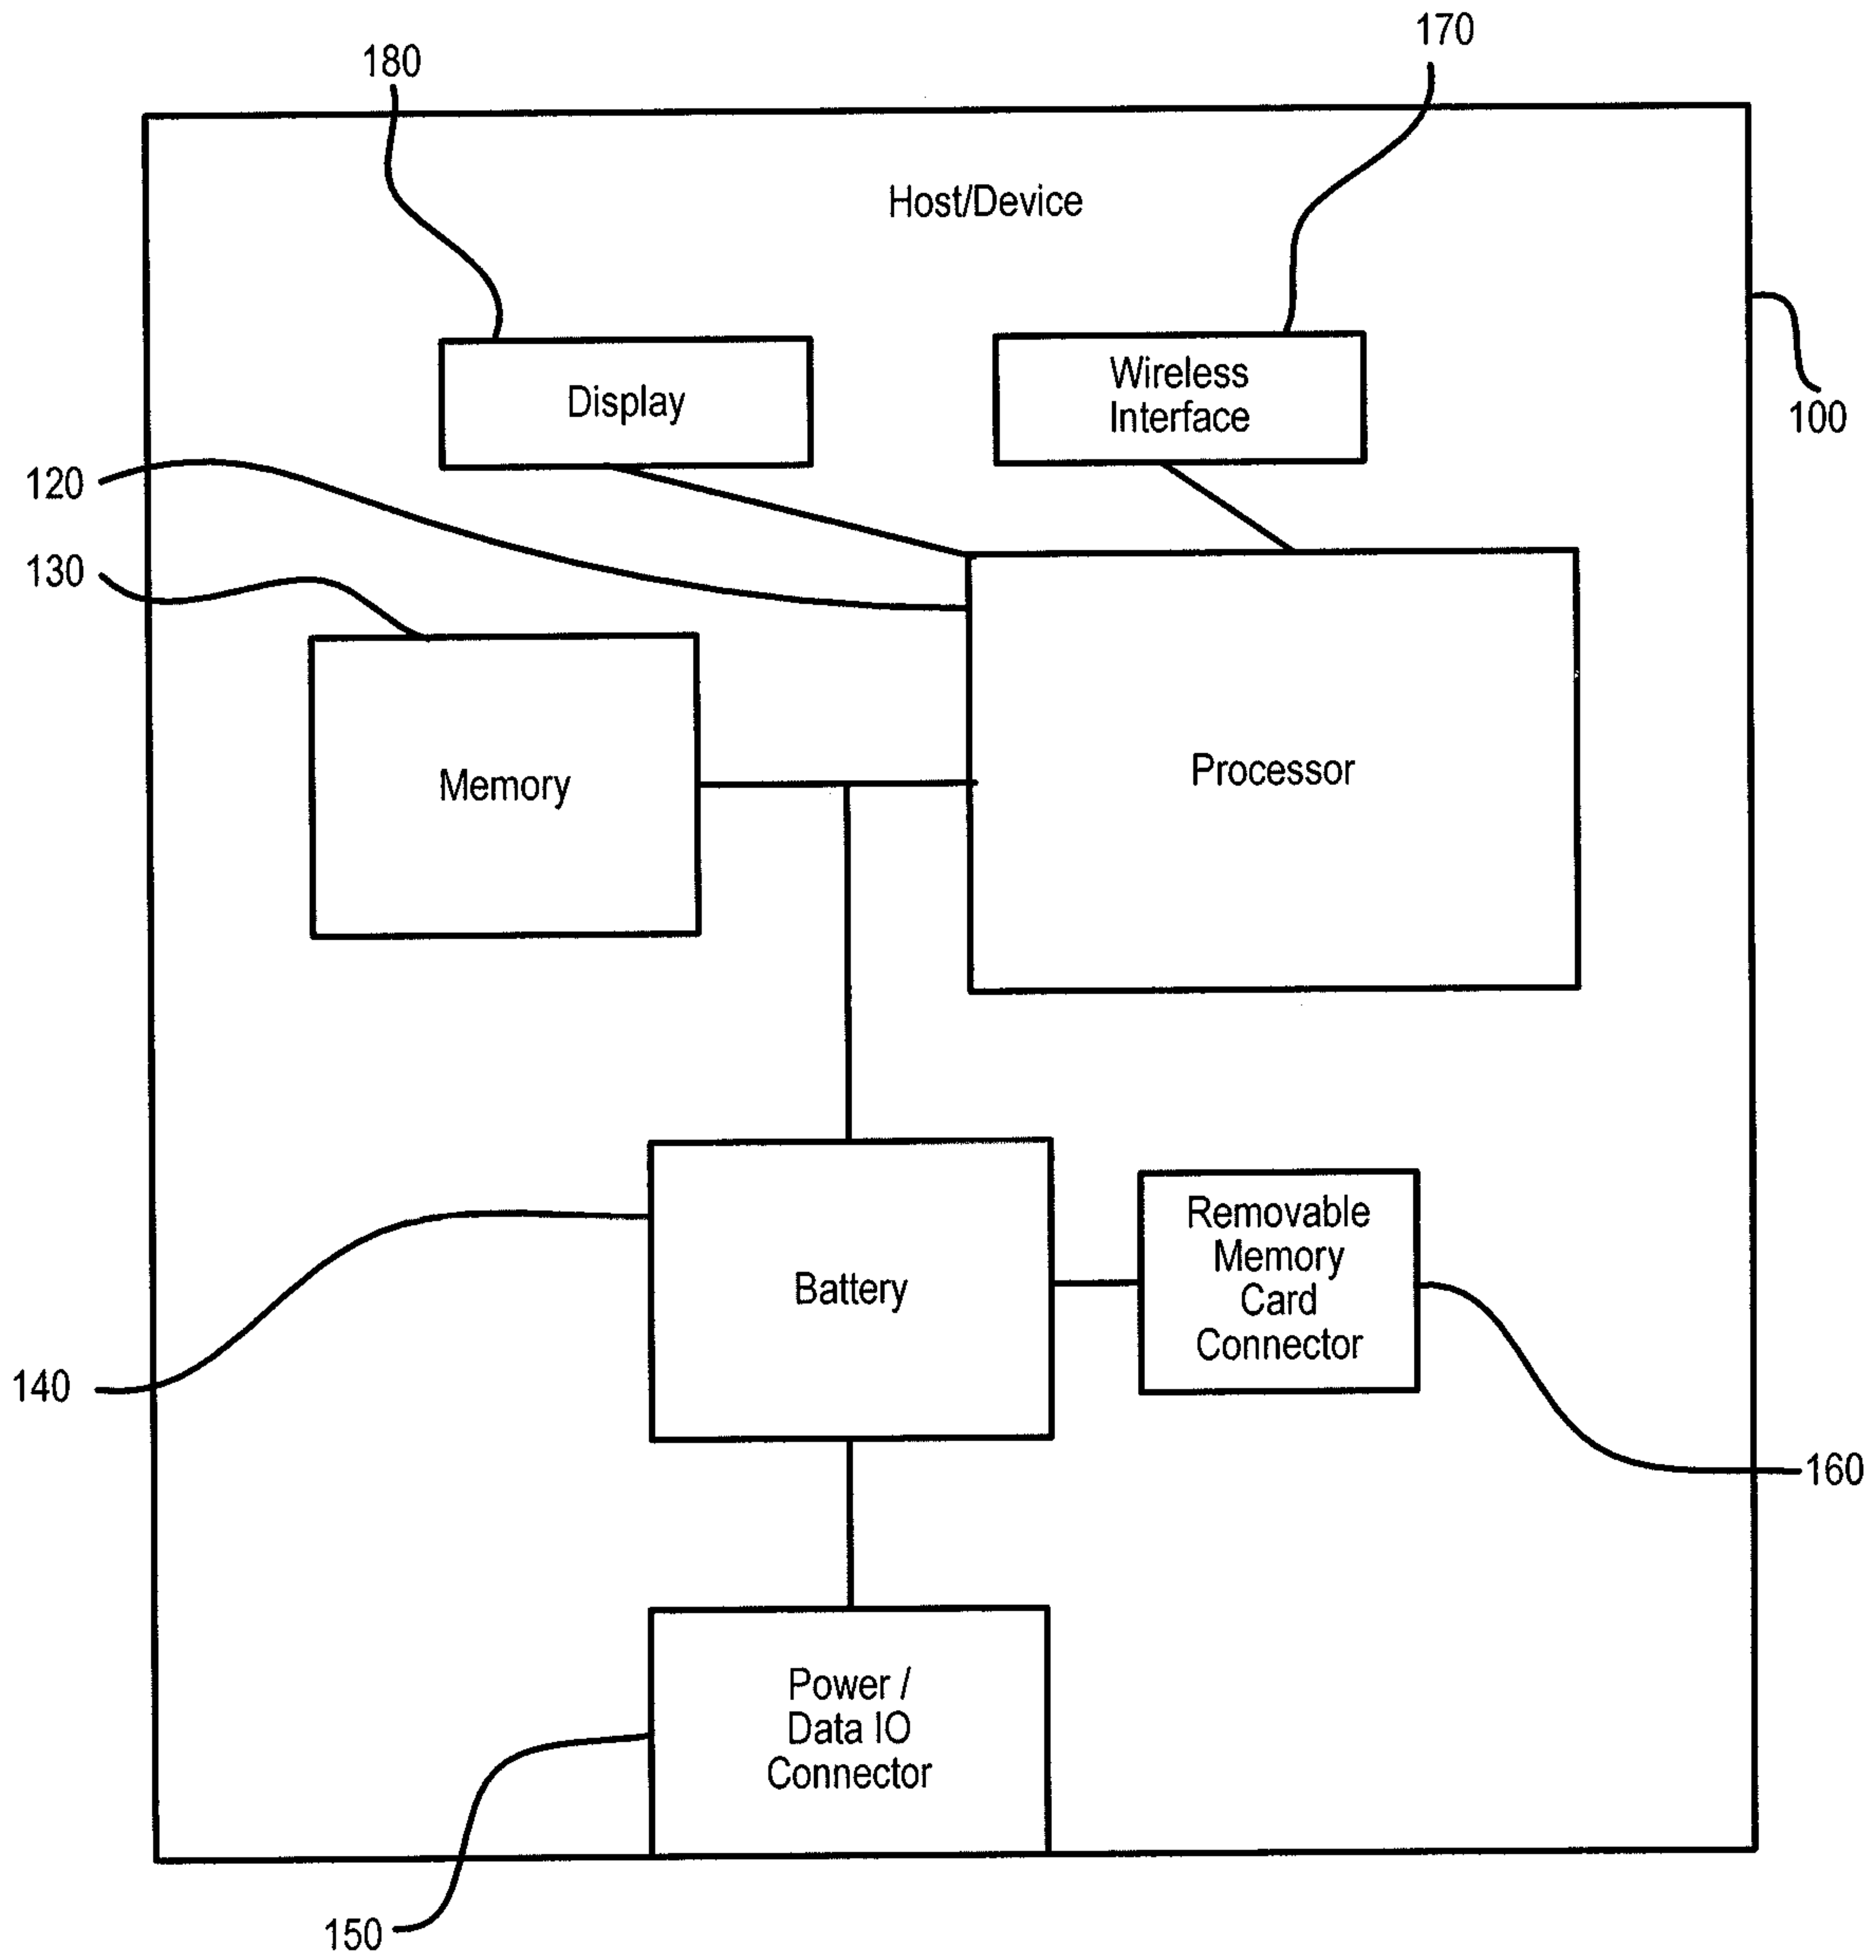 170
180
Host/Device
Display
Wireless
Interface
100
120
130
Memory
Processor
Removable
Memory
Card
Connector
Battery
140
160
Power /
Data IO
Connector
150